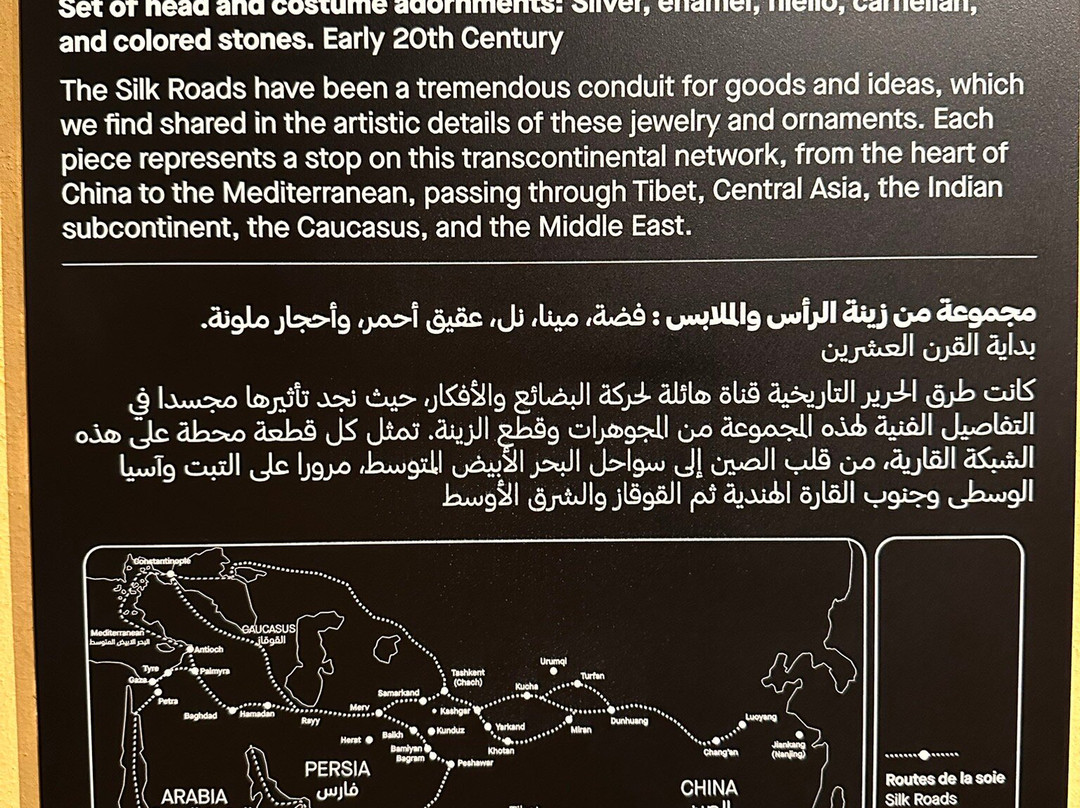 Set of head and costume adornments: Silver, enamel, niello, carnelian,
and colored stones. Early 20th Century
The Silk Roads have been a tremendous conduit for goods and ideas, which
we find shared in the artistic details of these jewelry and ornaments. Each
piece represents a stop on this transcontinental network, from the heart of
China to the Mediterranean, passing through Tibet, Central Asia, the Indian
subcontinent, the Caucasus, and the Middle East.
مجموعة من زينة الرأس والملابس : فضة، مينا، نل، عقيق أحمر، وأحجار ملونة.
بداية القرن العشرين
كانت طرق الحرير التاريخية قناة هائلة لحركة البضائع والأفكار، حيث نجد تأثيرها مجسدا في
التفاصيل الفنية لهذه المجموعة من المجوهرات وقطع الزينة. تمثل كل قطعة محطة على هذه
الشبكة القارية، من قلب الصين إلى سواحل البحر الأبيض المتوسط، مرورا على التبت وآسيا
الوسطى وجنوب القارة الهندية ثم القوقاز والشرق الأوسط
Constantinople
CAUCASUS
القوقاز
Mediterranean
البحر الابيض المتوسط
Antioch
Tyre
Palmyra
Gaza
Petra
Baghdad
Hamadan
Rayy
Merv
Samarkand
Tashkent
(Chach)
Kashgar
Urumqi
Kucha
Turfan
Yarkand
Khotan
Miran
Dunhuang
Luoyang
Chang'an
Jiankang
(Nanjing)
Herat
Balkh
Kunduz
Bamiyan
Bagram
Peshawar
PERSIA
فارس
ARABIA
CHINA
الصين
Tibet
Routes de la soie
Silk Roads